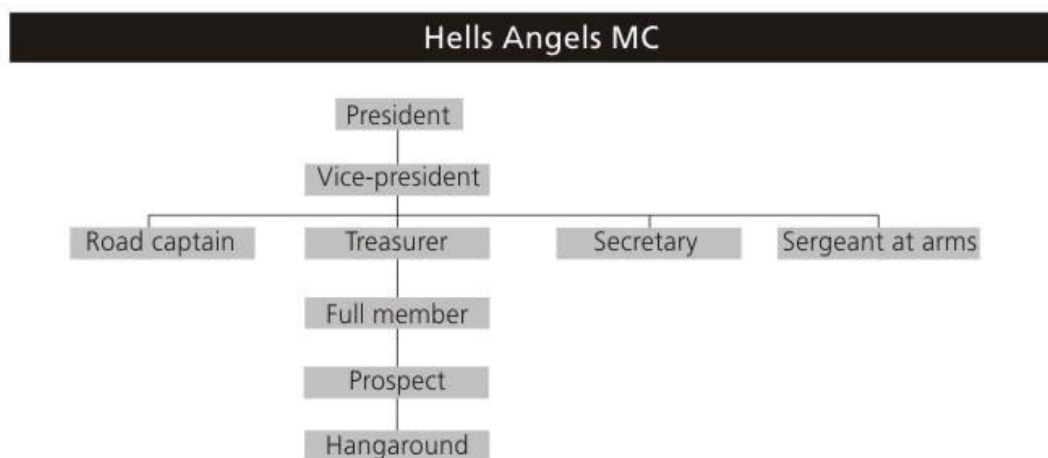 Hells Angels MC
President
Vice-president
Road captain Treasurer Secretary Sergeant at arms
Full member
Prospect
Hangaround